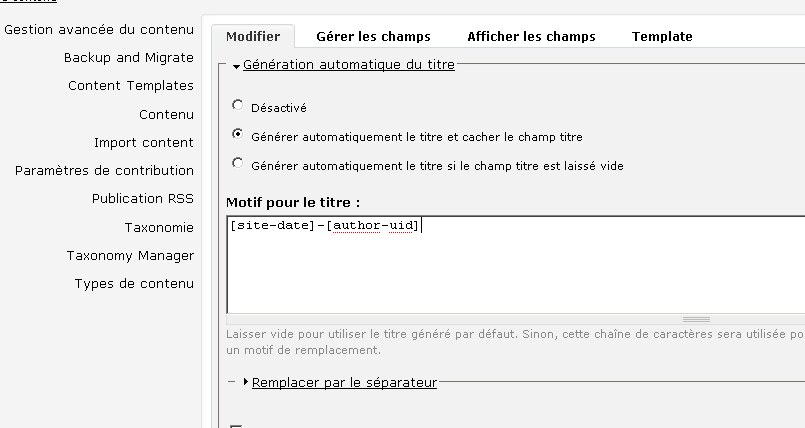 Gestion avancée du contenu
Backup and Migrate
Content Templates
Contenu
Import content
Paramètres de contribution
Publication RSS
Taxonomie
Taxonomy Manager
Types de contenu
Modifier Gérer les champs Afficher les champs Template
Génération automatique du titre
Désactivé
Générer automatiquement le titre et cacher le champ titre
Générer automatiquement le titre si le champ titre est laissé vide
Motif pour le titre :
[site-date]-[author-uid]
Laisser vide pour utiliser le titre généré par défaut. Sinon, cette chaîne de caractères sera utilisée po
un motif de remplacement.
Remplacer par le séparateur